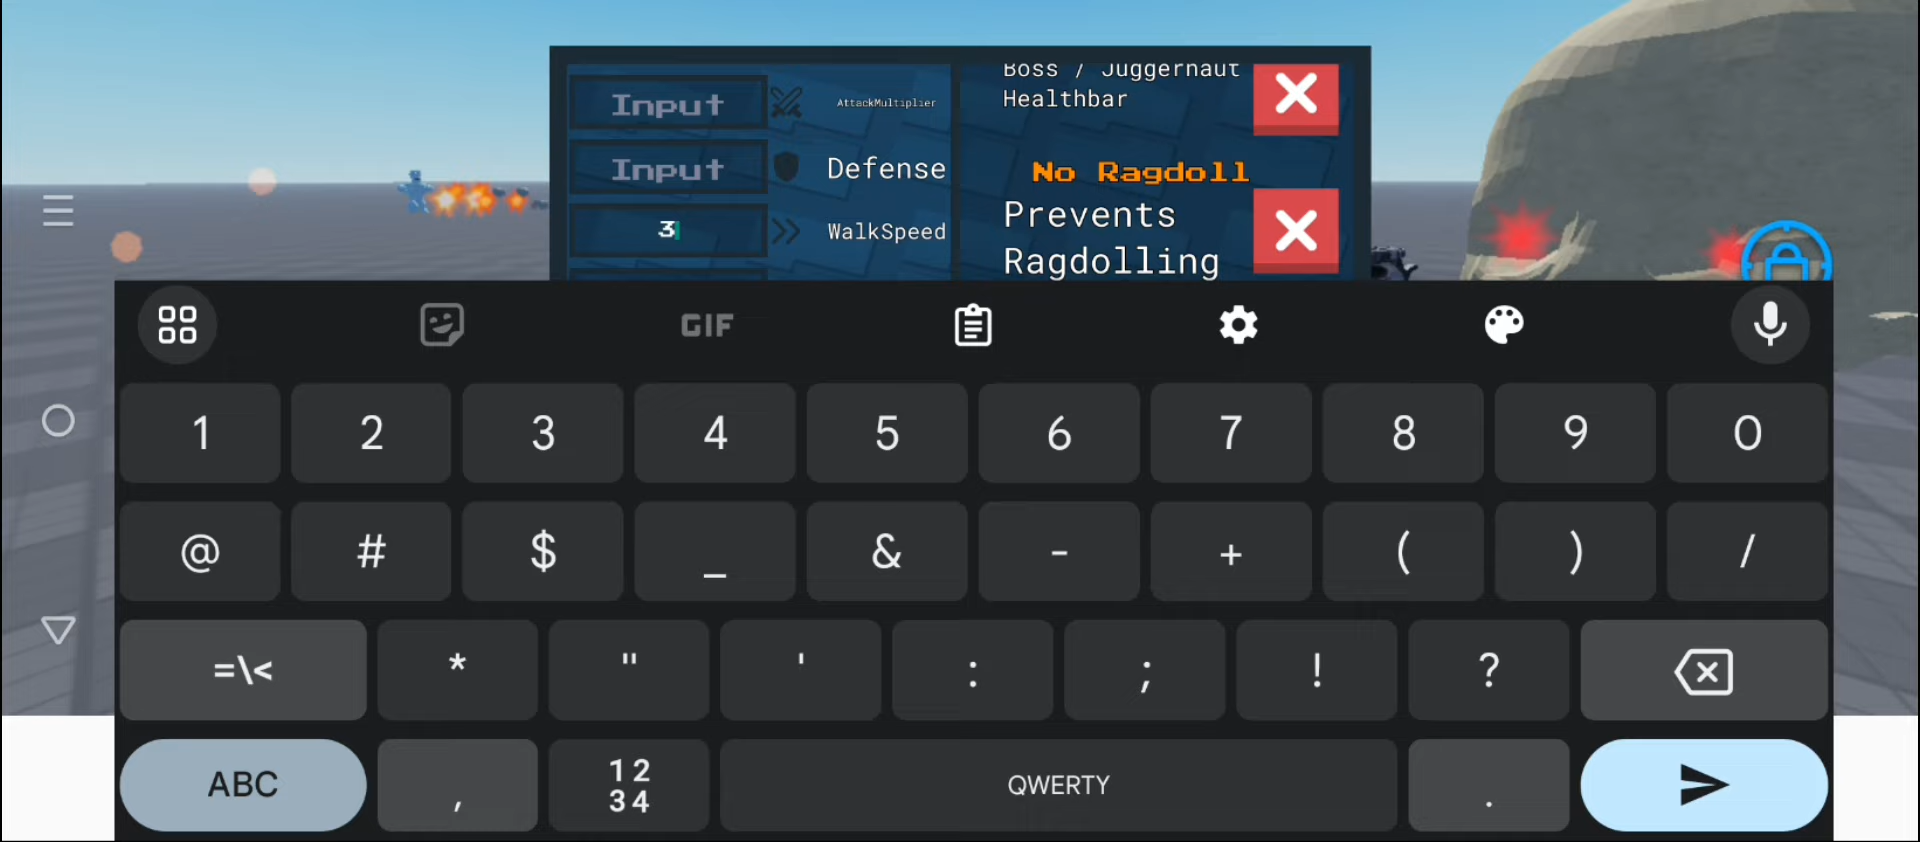 Boss / Juggernaut
Healthbar
Input
AttackMultiplier
Input
Defense
No Ragdoll
Prevents
Ragdolling
3
WalkSpeed
GIF
1 2 3 4 5 6 7 8 9 0
@ # $ _ & - + ( ) /
=\< * " ' : ; ! ?
ABC , 12 QWERTY .
34